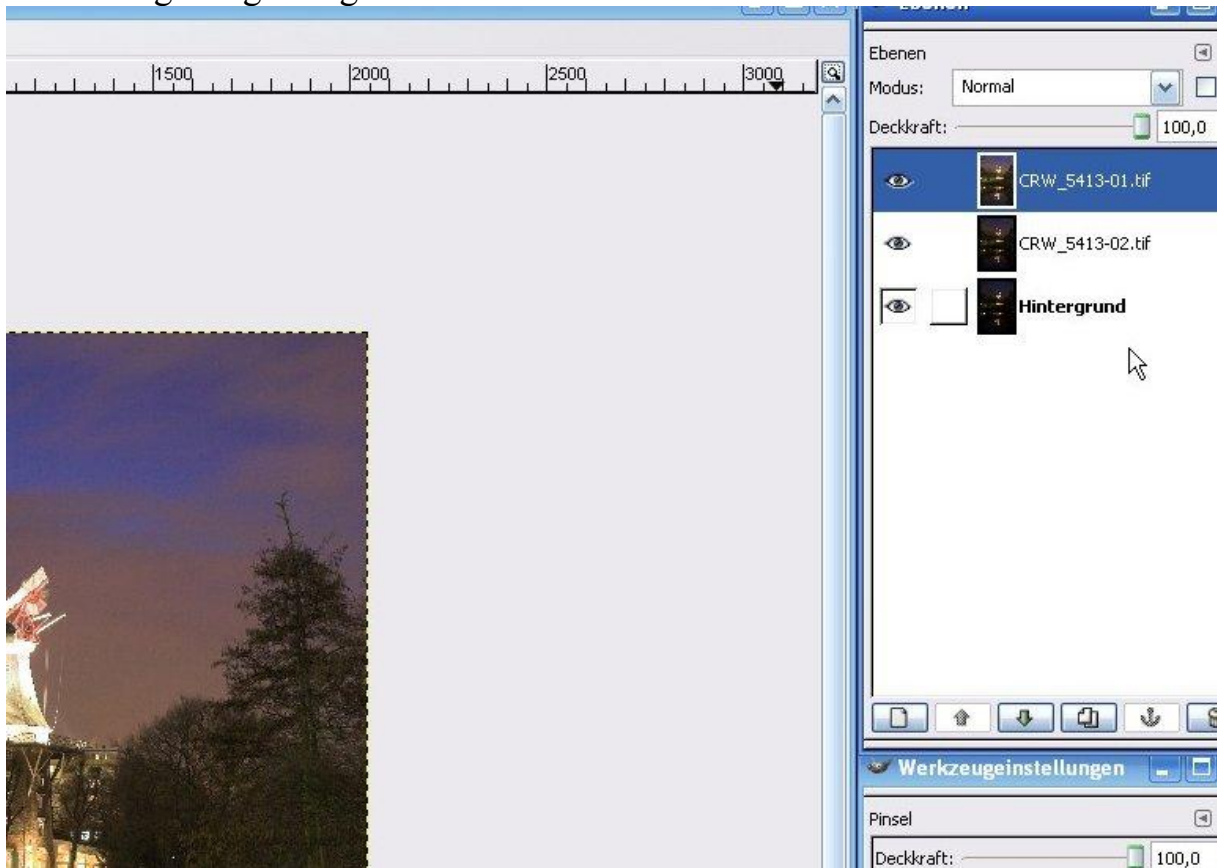 1500 2000 2500 3000
Ebenen
Ebenen
Modus: Normal
Deckkraft: 100,0
CRW_5413-01.tif
CRW_5413-02.tif
Hintergrund
Werkzeugeinstellungen
Pinsel
Deckkraft: 100,0